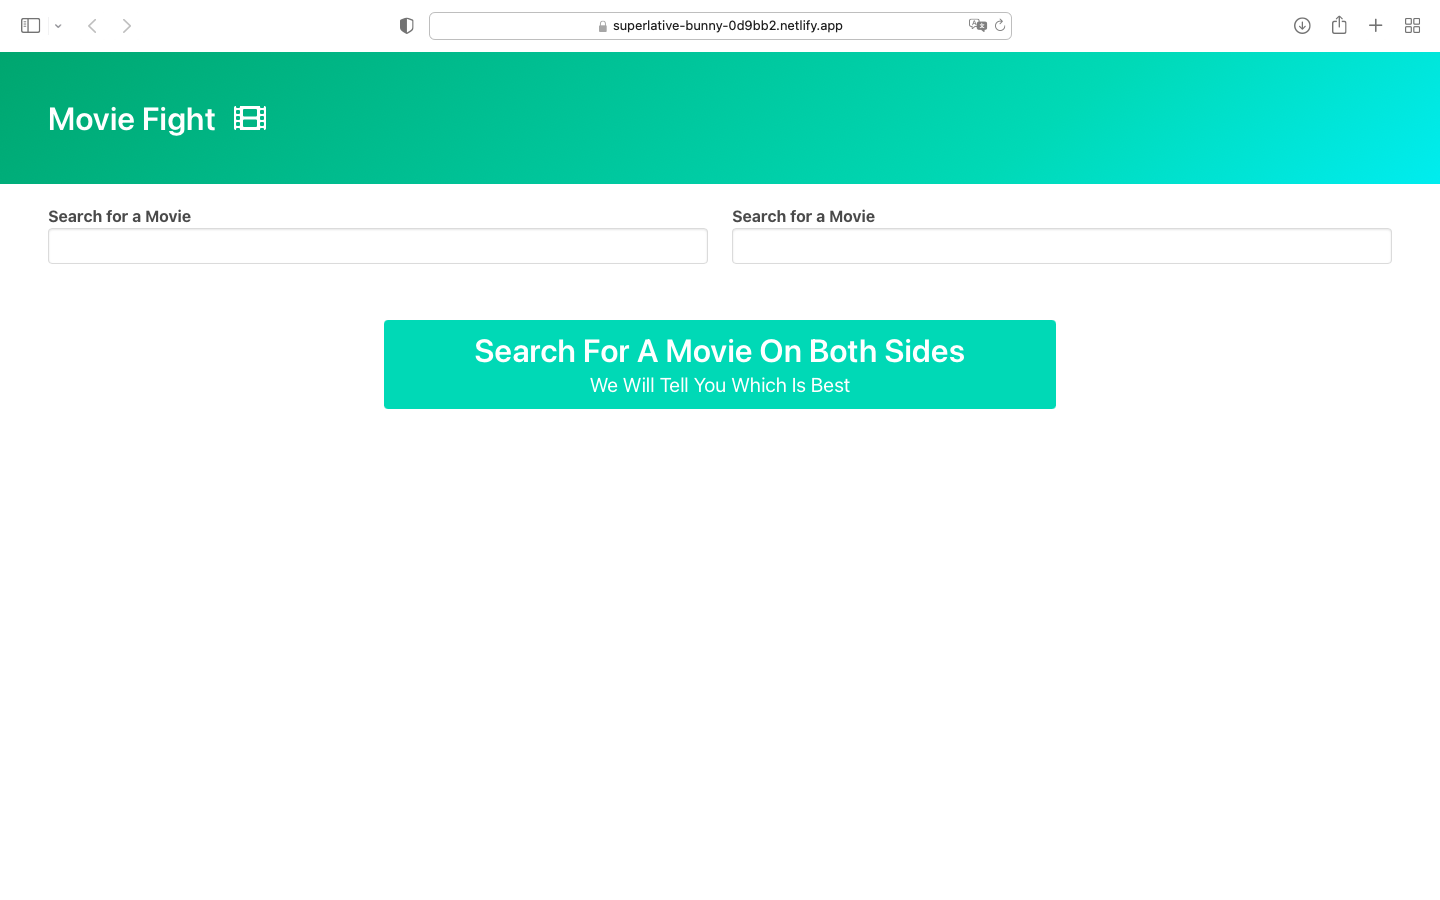 superlative-bunny-0d9bb2.netlify.app
Movie Fight
Search for a Movie
Search for a Movie
Search For A Movie On Both Sides
We Will Tell You Which Is Best